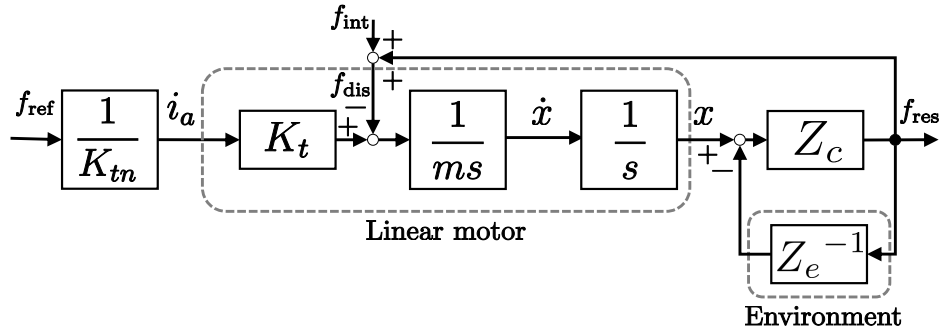 f_int
+
f_ref
1
K_tn
i_a
K_t
f_dis
+
−
+
1
ms
ẋ
1
s
x
+
−
Z_c
f_res
Z_e^{-1}
Linear motor
Environment